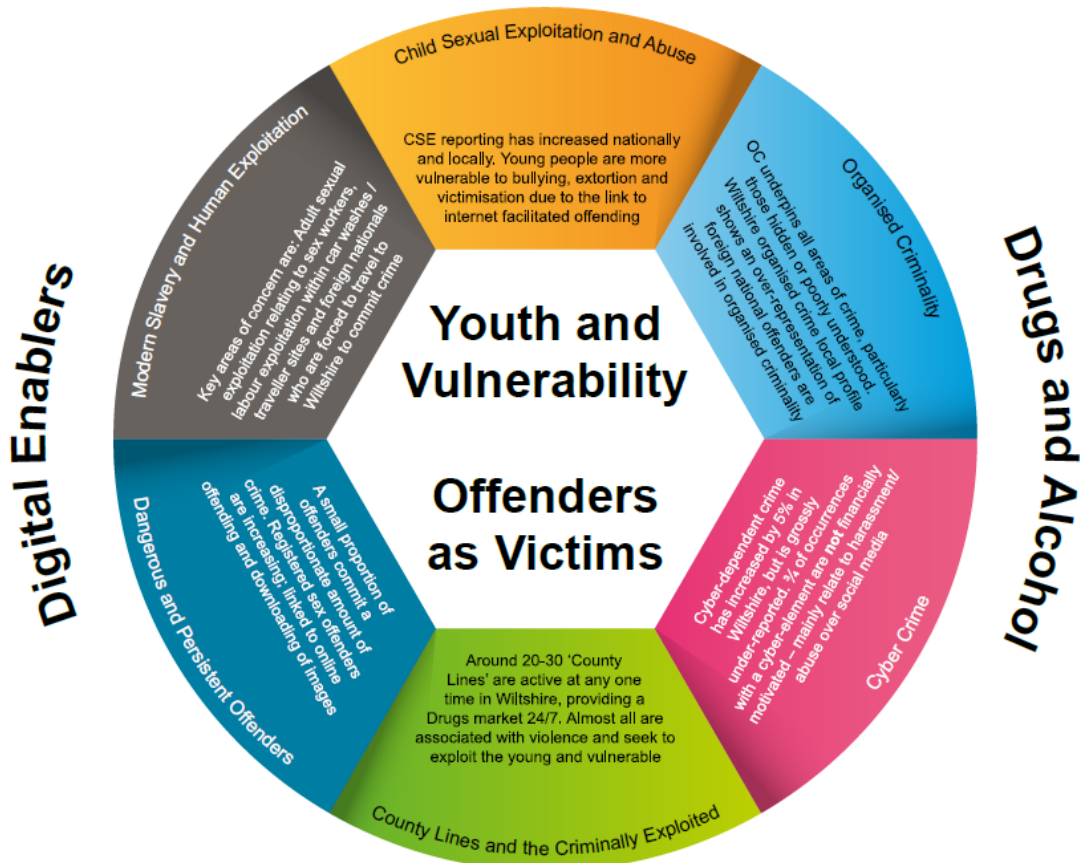 Child Sexual Exploitation and Abuse
CSE reporting has increased nationally
and locally, Young people are more
vulnerable to bullying, extortion and
victimisation due to the link to
internet facilitated offending
Organised Criminality
OC underpins all areas of crime, particularly
those hidden or poorly understood.
Wiltshire organised crime local profile
shows an over-representation of
foreign national offenders are
involved in organised criminality
Cyber Crime
Cyber-dependent crime
has increased by 5% in
Wiltshire, but is grossly
under-reported. ¾ of occurrences
with a cyber-element are not financially
motivated – mainly relate to harassment/
abuse over social media
Around 20-30 ‘County
Lines’ are active at any one
time in Wiltshire, providing a
Drugs market 24/7. Almost all are
associated with violence and seek to
exploit the young and vulnerable
County Lines and the Criminally Exploited
Dangerous and Persistent Offenders
A small proportion of
offenders commit a
disproportionate amount of
crime. Registered sex offenders
are increasing; linked to online
offending and downloading of images
Modern Slavery and Human Exploitation
Key areas of concern are: Adult sexual
exploitation relating to sex workers,
labour exploitation within car washes /
traveller sites and foreign nationals
who are forced to travel to
Wiltshire to commit crime
Youth and
Vulnerability
Offenders
as Victims
Digital Enablers
Drugs and Alcohol